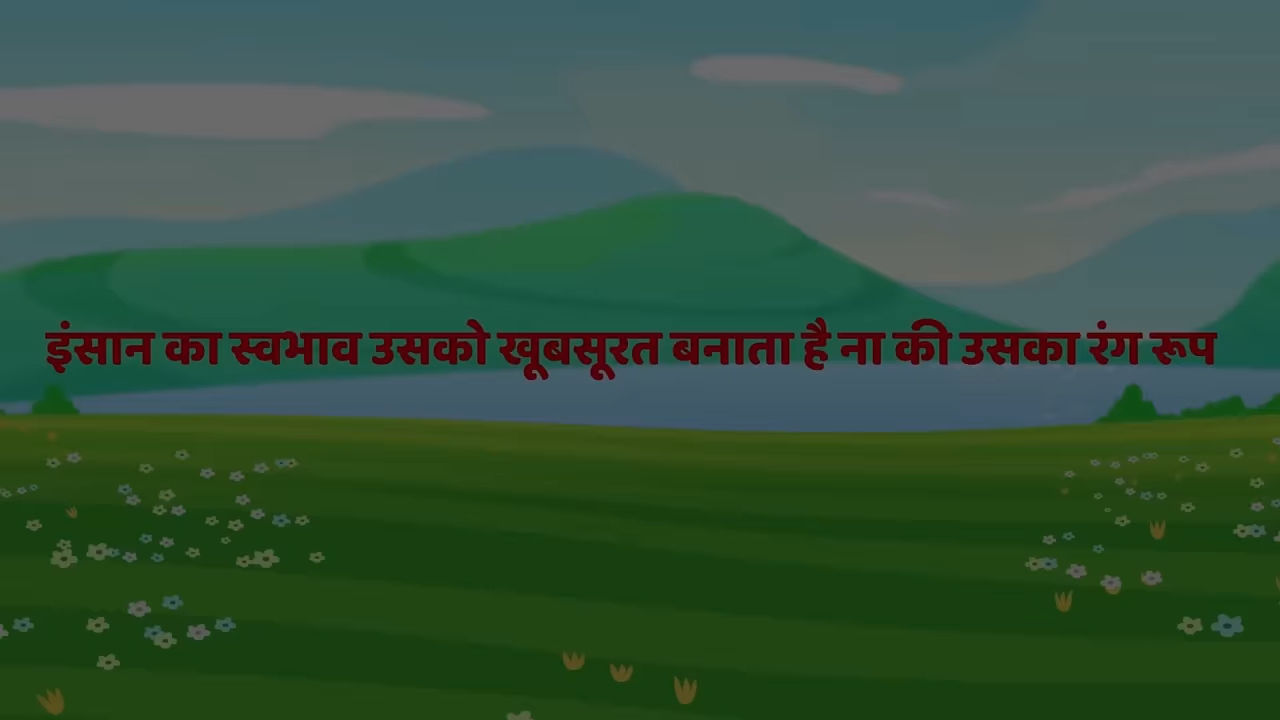 इंसान का स्वभाव उसको खूबसूरत बनाता है ना की उसका रंग रूप